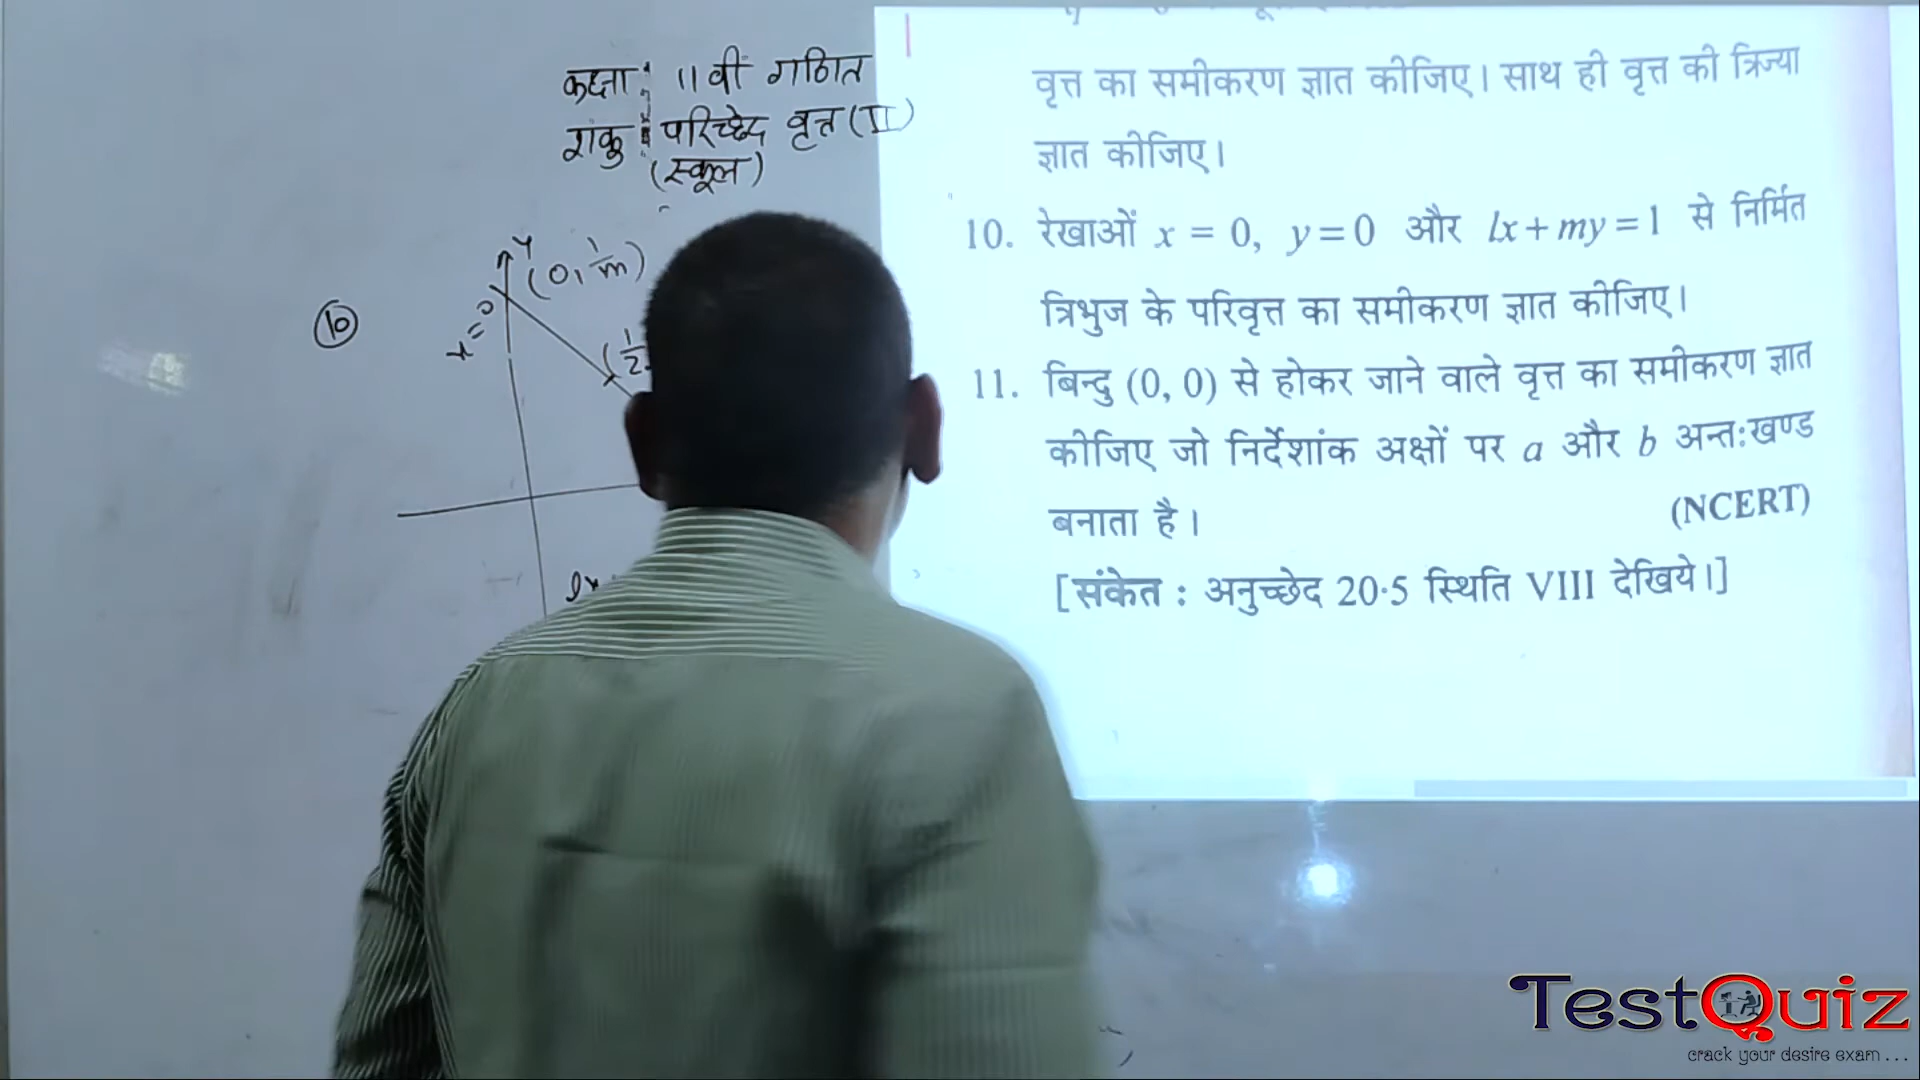 कक्षा : 11वी गणित
शंकु परिच्छेद वृत्त (II)
(स्कूल)
10
Y
(0, 1/m)
x = 0
(1/2
lx
वृत्त का समीकरण ज्ञात कीजिए। साथ ही वृत्त की त्रिज्या
ज्ञात कीजिए।
10. रेखाओं x = 0, y = 0 और lx + my = 1 से निर्मित
त्रिभुज के परिवृत्त का समीकरण ज्ञात कीजिए।
11. बिन्दु (0, 0) से होकर जाने वाले वृत्त का समीकरण ज्ञात
कीजिए जो निर्देशांक अक्षों पर a और b अन्त:खण्ड
बनाता है।
(NCERT)
[संकेत : अनुच्छेद 20·5 स्थिति VIII देखिये।]
TestQuiz
crack your desire exam . . .